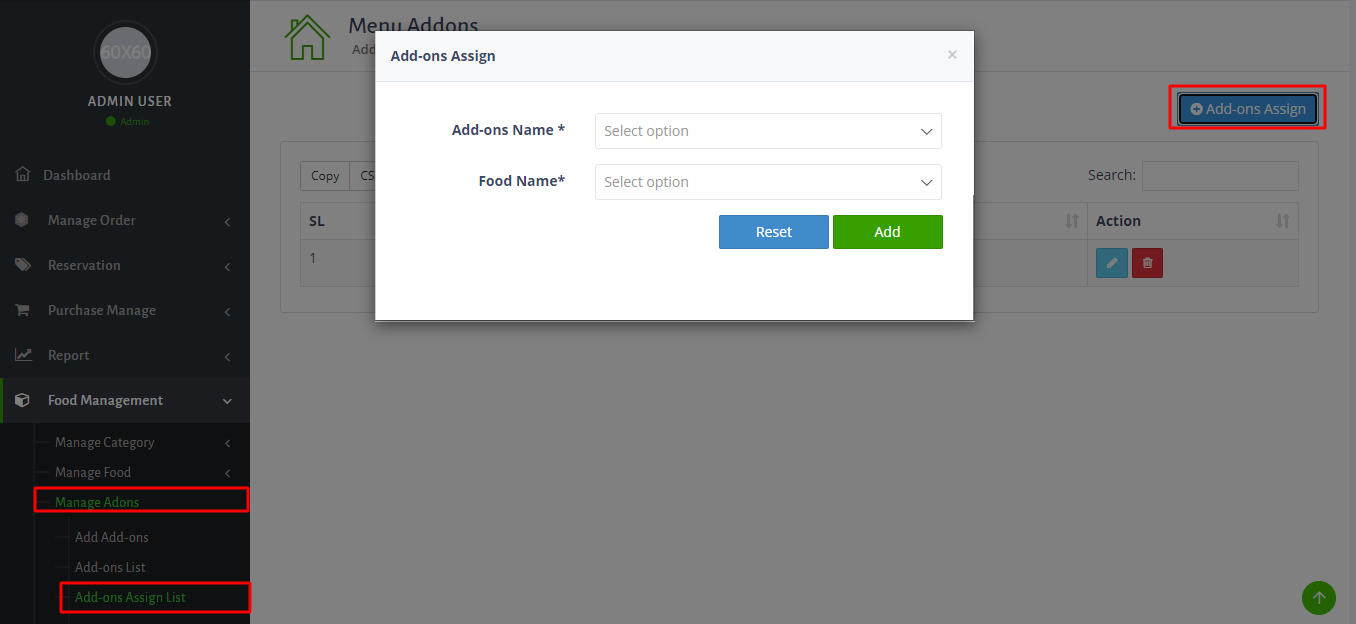 60X60
ADMIN USER
Admin
Dashboard
Manage Order
Reservation
Purchase Manage
Report
Food Management
Manage Category
Manage Food
Manage Adons
Add Add-ons
Add-ons List
Add-ons Assign List
Menu Addons
Add
Add-ons Assign
Copy
CS
Search:
SL
Action
1
Add-ons Assign
×
Add-ons Name *
Select option
Food Name*
Select option
Reset
Add